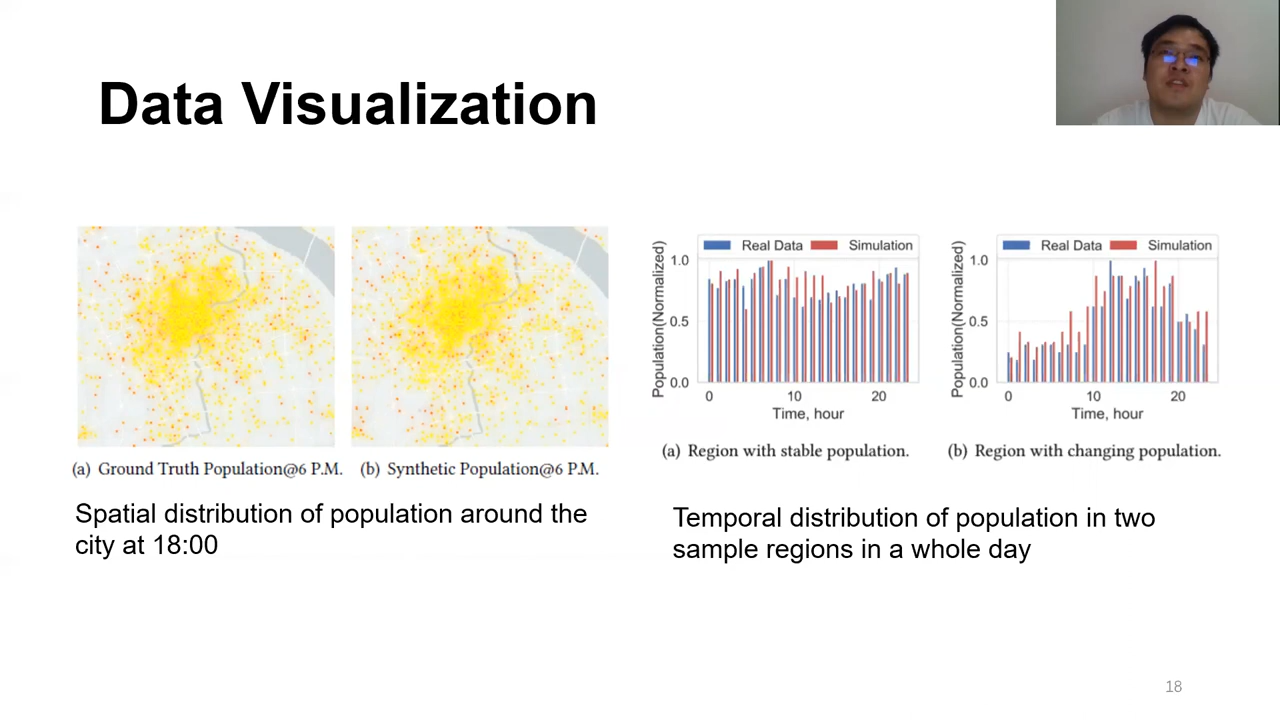 Data Visualization
(a) Ground Truth Population@6 P.M.
(b) Synthetic Population@6 P.M.
Spatial distribution of population around the
city at 18:00
Real Data
Simulation
Population(Normalized)
1.0
0.5
0.0
0
10
20
Time, hour
(a) Region with stable population.
Real Data
Simulation
Population(Normalized)
1.0
0.5
0.0
0
10
20
Time, hour
(b) Region with changing population.
Temporal distribution of population in two
sample regions in a whole day
18